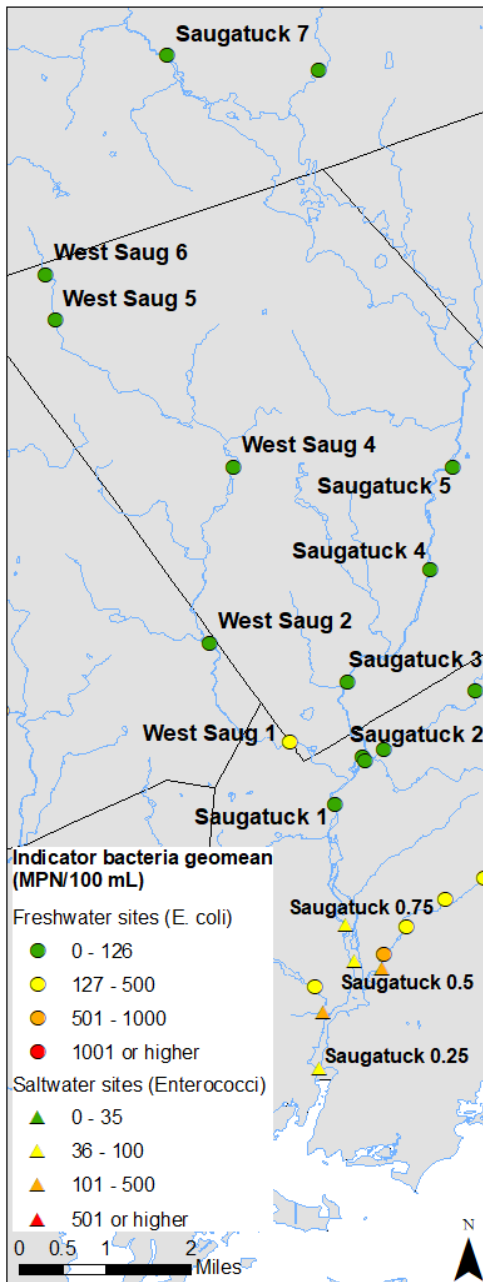 Saugatuck 7
West Saug 6
West Saug 5
West Saug 4
Saugatuck 5
Saugatuck 4
West Saug 2
Saugatuck 3
West Saug 1
Saugatuck 2
Saugatuck 1
Saugatuck 0.75
Saugatuck 0.5
Saugatuck 0.25
Indicator bacteria geomean
(MPN/100 mL)
Freshwater sites (E. coli)
0 - 126
127 - 500
501 - 1000
1001 or higher
Saltwater sites (Enterococci)
0 - 35
36 - 100
101 - 500
501 or higher
0 0.5 1 2
Miles
N